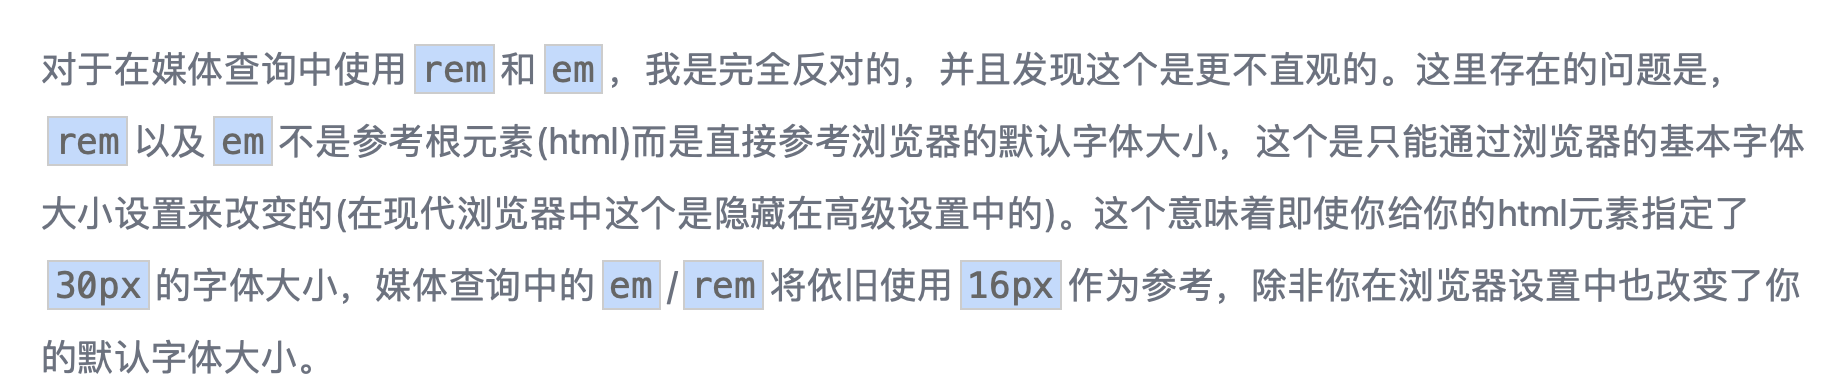 对于在媒体查询中使用 rem 和 em ，我是完全反对的，并且发现这个是更不直观的。这里存在的问题是，
rem 以及 em 不是参考根元素(html)而是直接参考浏览器的默认字体大小，这个是只能通过浏览器的基本字体
大小设置来改变的(在现代浏览器中这个是隐藏在高级设置中的)。这个意味着即使你给你的html元素指定了
30px 的字体大小，媒体查询中的 em / rem 将依旧使用 16px 作为参考，除非你在浏览器设置中也改变了你
的默认字体大小。